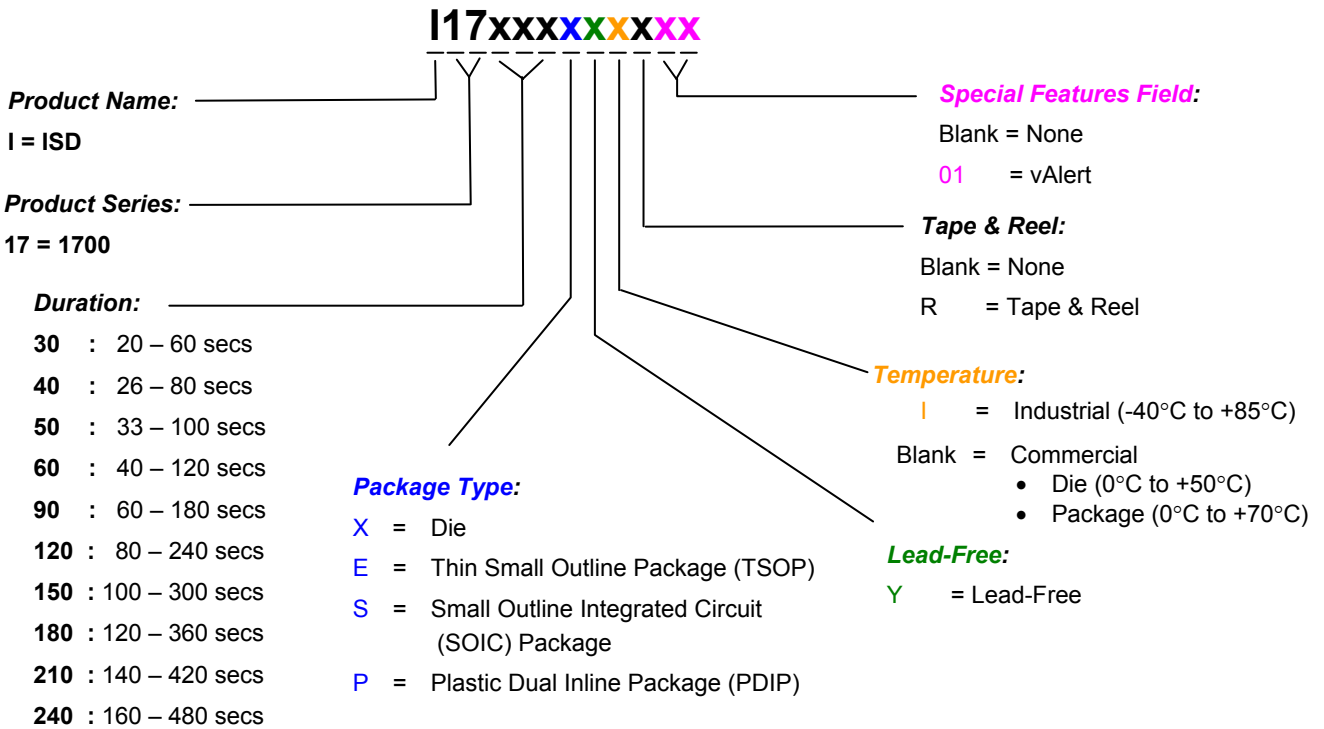 I17xxxxxxxxx
Product Name:
I = ISD
Product Series:
17 = 1700
Duration:
30 : 20 – 60 secs
40 : 26 – 80 secs
50 : 33 – 100 secs
60 : 40 – 120 secs
90 : 60 – 180 secs
120 : 80 – 240 secs
150 : 100 – 300 secs
180 : 120 – 360 secs
210 : 140 – 420 secs
240 : 160 – 480 secs
Package Type:
X = Die
E = Thin Small Outline Package (TSOP)
S = Small Outline Integrated Circuit
(SOIC) Package
P = Plastic Dual Inline Package (PDIP)
Special Features Field:
Blank = None
01 = vAlert
Tape & Reel:
Blank = None
R = Tape & Reel
Temperature:
I = Industrial (-40°C to +85°C)
Blank = Commercial
• Die (0°C to +50°C)
• Package (0°C to +70°C)
Lead-Free:
Y = Lead-Free